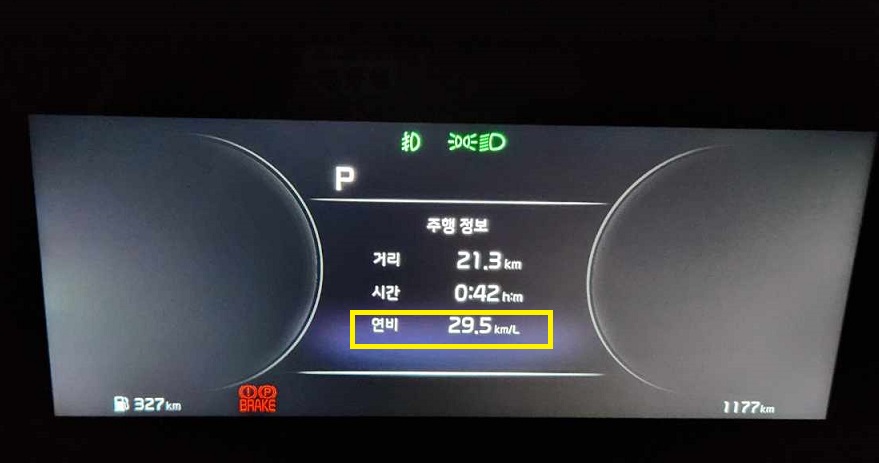 P
주행 정보
거리 21.3 km
시간 0:42 h:m
연비 29.5 km/L
327 km
(!) (P)
BRAKE
1177 km